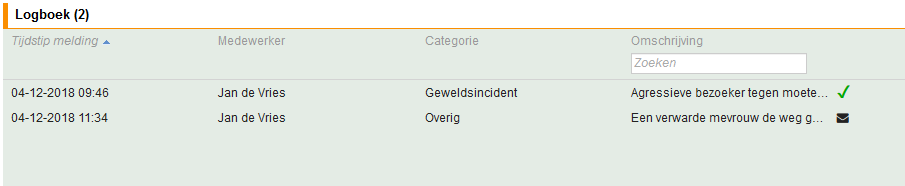 Logboek (2)
Tijdstip melding Medewerker Categorie Omschrijving
Zoeken
04-12-2018 09:46 Jan de Vries Geweldsincident Agressieve bezoeker tegen moete...
04-12-2018 11:34 Jan de Vries Overig Een verwarde mevrouw de weg g...